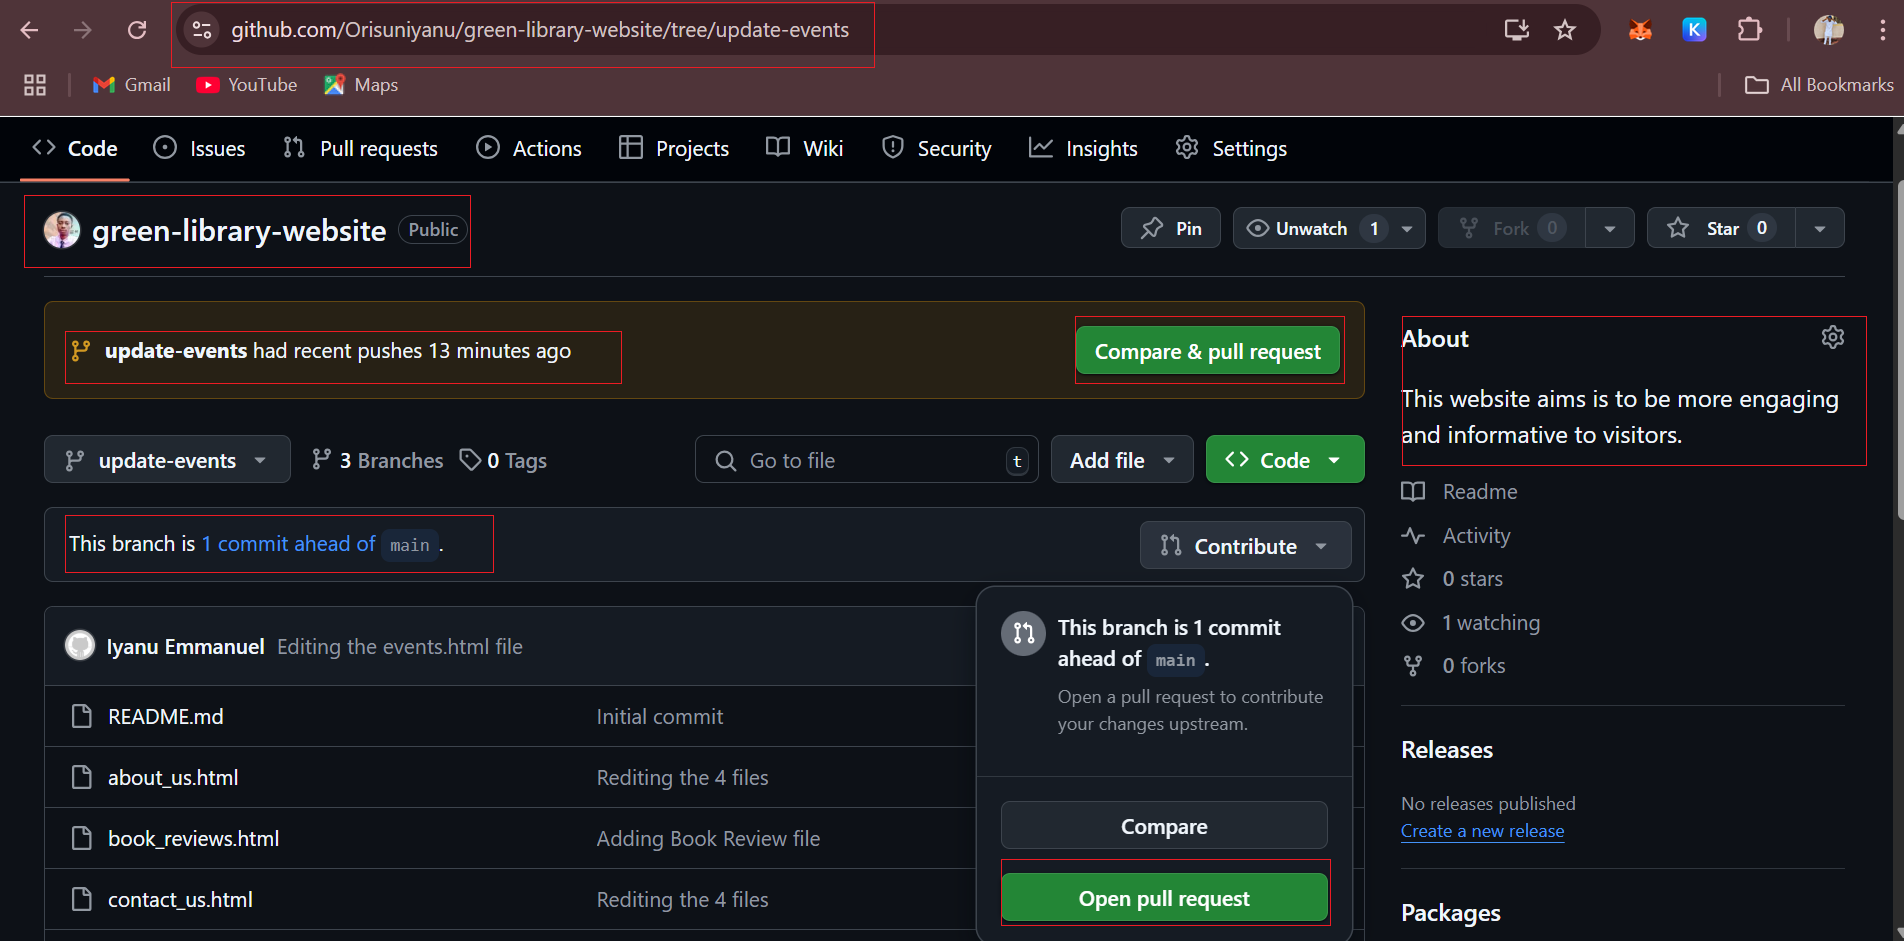 github.com/Orisuniyanu/green-library-website/tree/update-events
K
Gmail
YouTube
Maps
All Bookmarks
Code
Issues
Pull requests
Actions
Projects
Wiki
Security
Insights
Settings
green-library-website
Public
Pin
Unwatch 1
Fork 0
Star 0
update-events had recent pushes 13 minutes ago
Compare & pull request
update-events
3 Branches
0 Tags
Go to file
t
Add file
Code
This branch is 1 commit ahead of main .
Contribute
Iyanu Emmanuel Editing the events.html file
README.md Initial commit
about_us.html Rediting the 4 files
book_reviews.html Adding Book Review file
contact_us.html Rediting the 4 files
This branch is 1 commit
ahead of main .
Open a pull request to contribute
your changes upstream.
Compare
Open pull request
About
This website aims is to be more engaging
and informative to visitors.
Readme
Activity
0 stars
1 watching
0 forks
Releases
No releases published
Create a new release
Packages